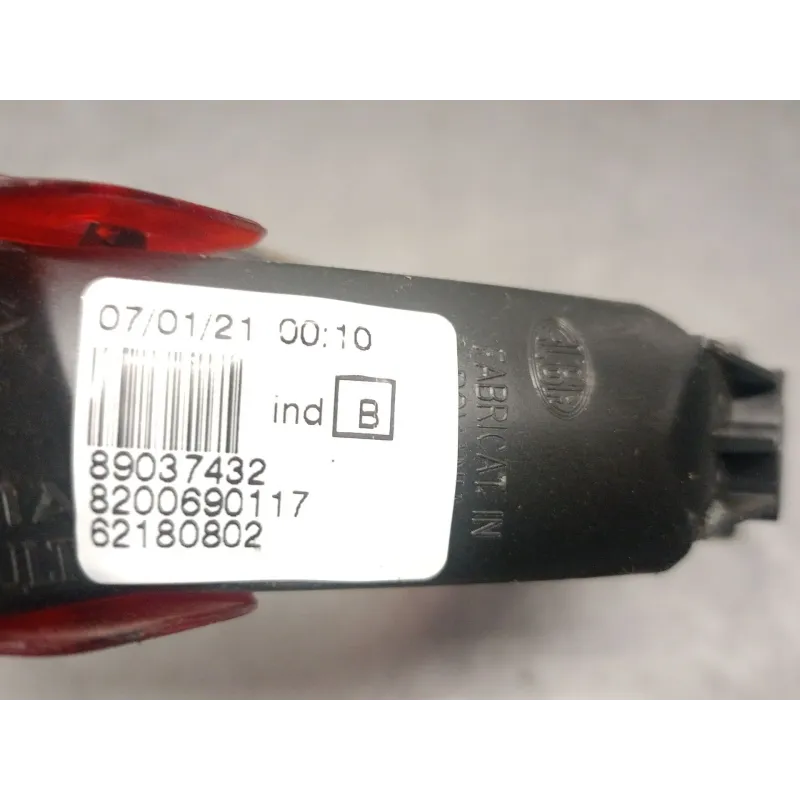 07/01/21 00:10
ind B
89037432
8200690117
62180802
FABRICAT IN